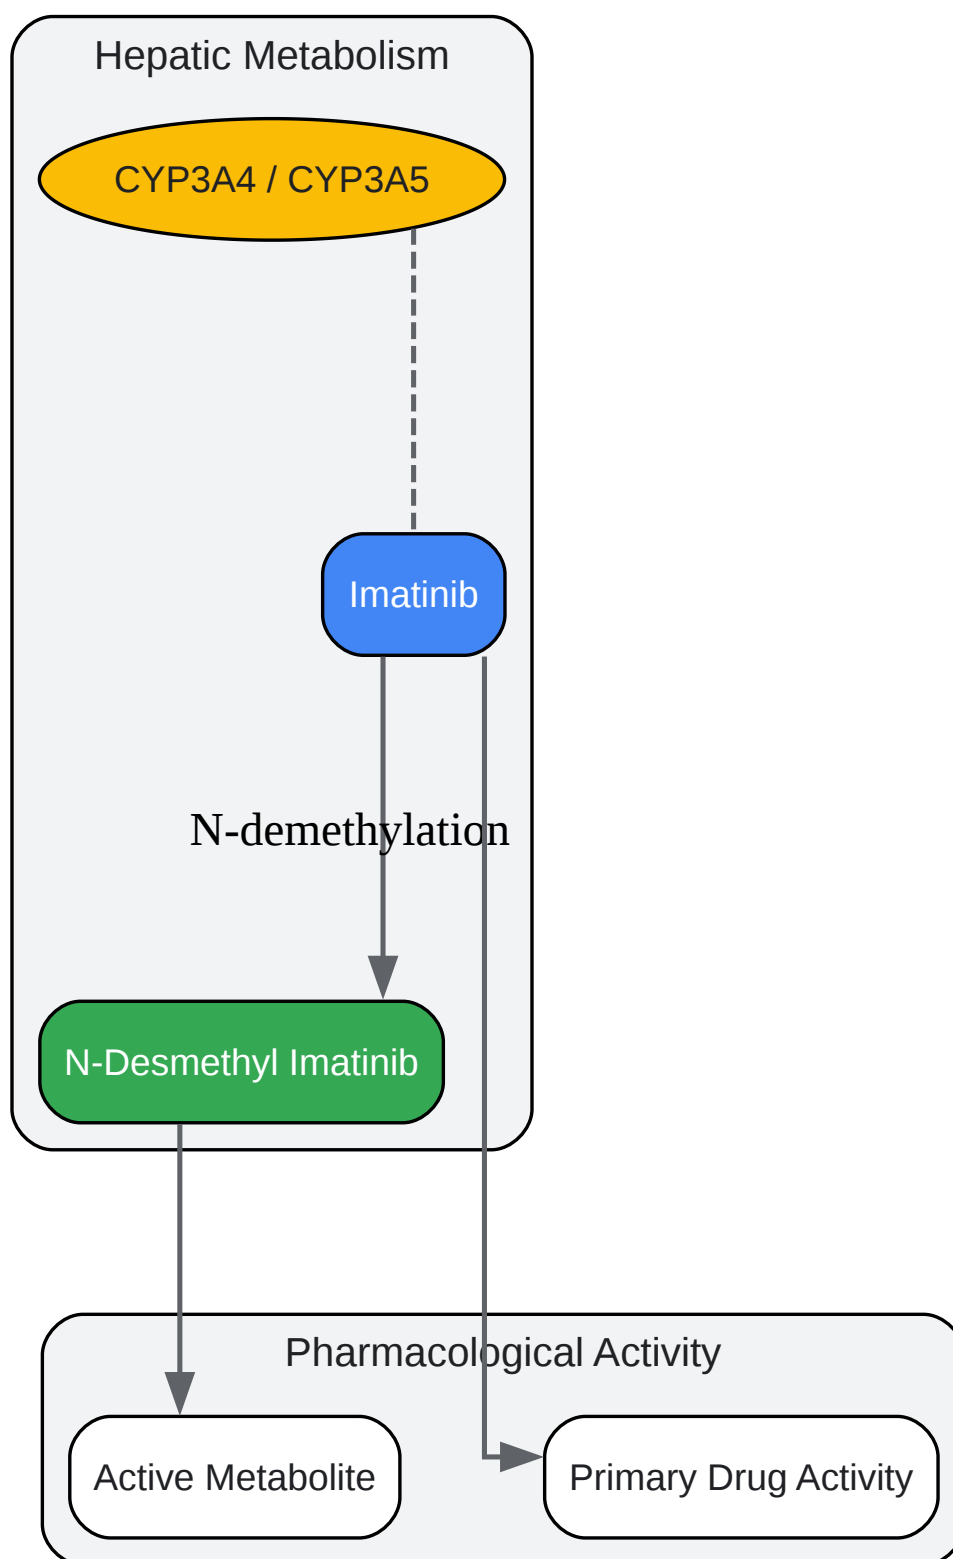 Hepatic Metabolism
CYP3A4 / CYP3A5
Imatinib
N-demethylation
N-Desmethyl Imatinib
Pharmacological Activity
Active Metabolite
Primary Drug Activity